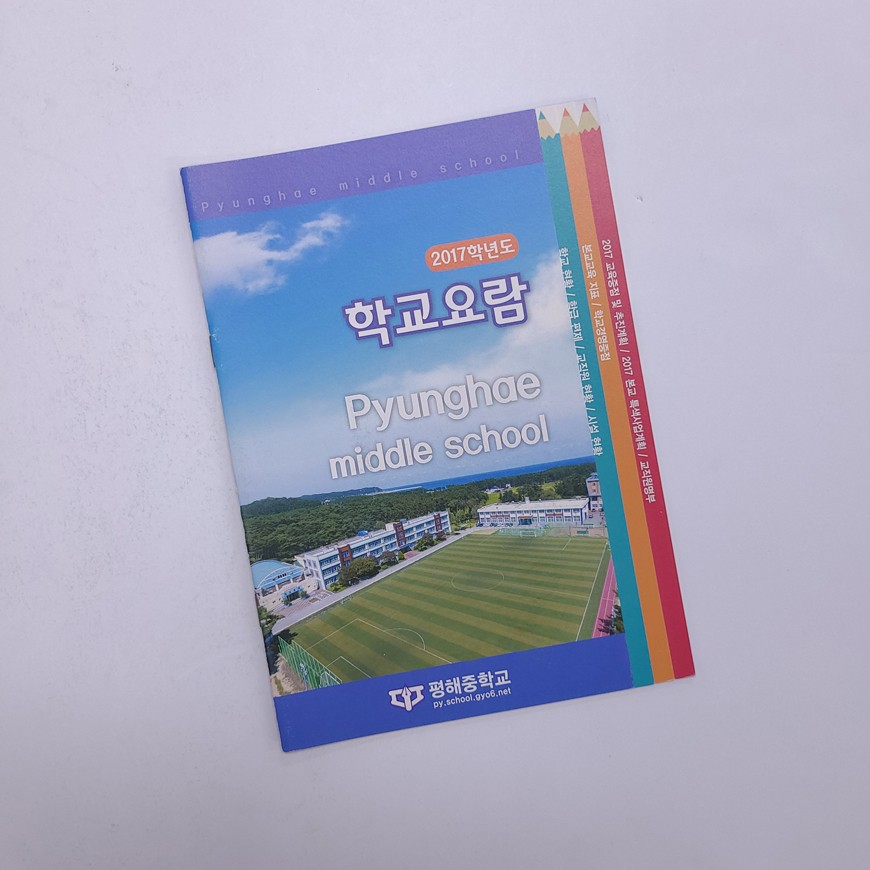 Pyunghae middle school
2017학년도
학교요람
Pyunghae
middle school
학교 현황 / 학급 편제 / 교직원 현황 / 시설 현황
본교교육 지표 / 학교경영중점
2017 교육중점 및 추진계획 / 2017 본교 특색사업계획 / 교직원명부
평해중학교
py.school.gyo6.net